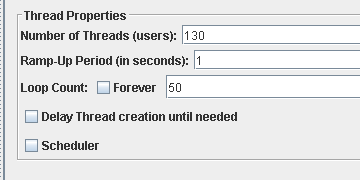 Thread Properties
Number of Threads (users): 130
Ramp-Up Period (in seconds): 1
Loop Count: Forever 50
Delay Thread creation until needed
Scheduler